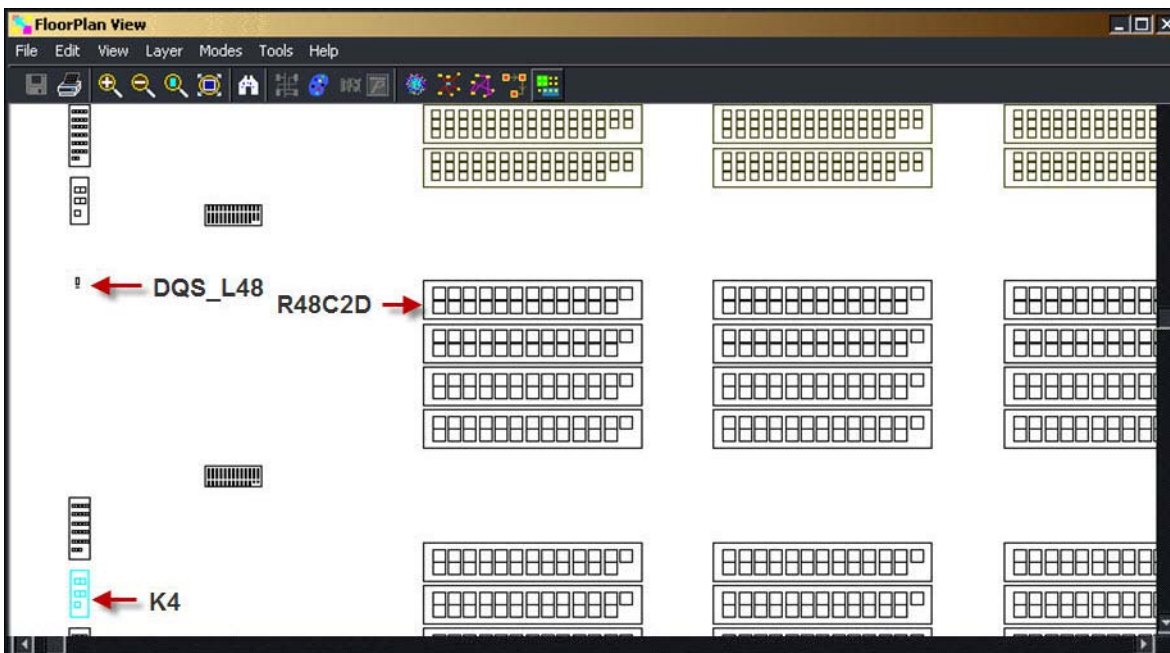 FloorPlan View
File Edit View Layer Modes Tools Help
DQS_L48
R48C2D
K4